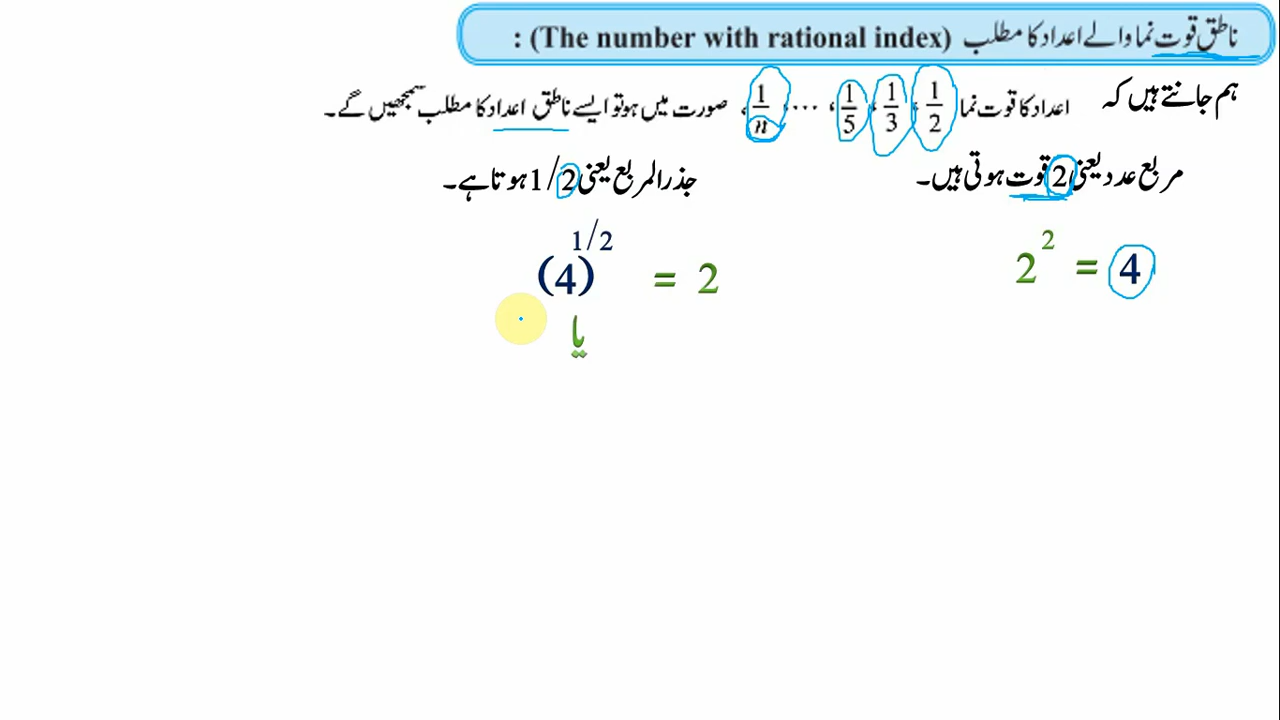 ناطق قوت نما والے اعداد کا مطلب (The number with rational index) :
ہم جانتے ہیں کہ
اعداد کا قوت نما 1/2 ، 1/3 ، 1/5 ، ... ، 1/n ، صورت میں ہو تو ایسے ناطق اعداد کا مطلب سمجھیں گے۔
مربع عدد یعنی 2 قوت ہوتی ہیں۔
جذر المربع یعنی 1/2 ہوتا ہے۔
2² = 4
(4)^1/2 = 2
یا